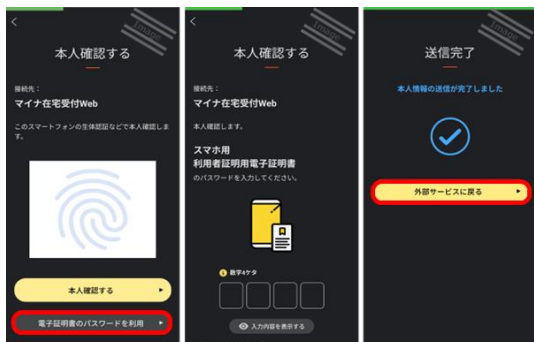 Image
本人確認する
接続先：
マイナ在宅受付Web
このスマートフォンの生体認証などで本人確認しま
す。
本人確認する
電子証明書のパスワードを利用
Image
本人確認する
接続先：
マイナ在宅受付Web
本人確認します。
スマホ用
利用者証明用電子証明書
のパスワードを入力してください。
数字4ケタ
入力内容を表示する
Image
送信完了
本人情報の送信が完了しました
外部サービスに戻る